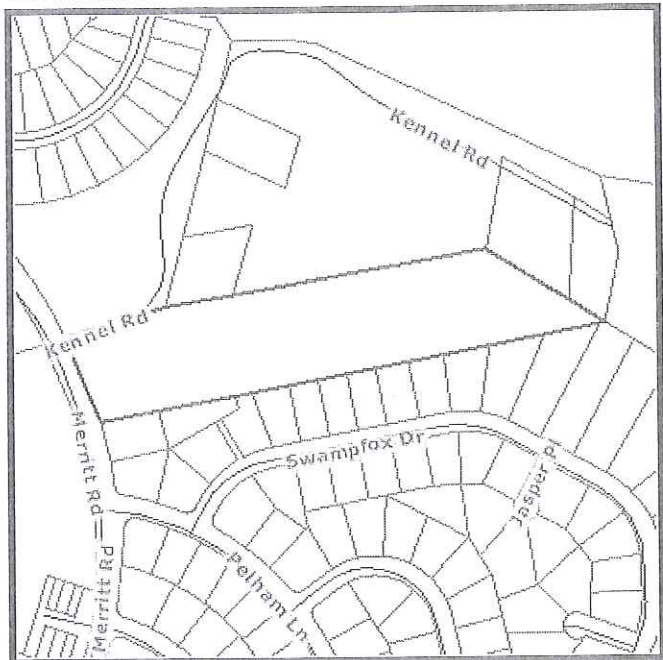 Kennel Rd
Kennel Rd
Merritt Rd
Swampfox Dr
Jasper Pl
Pelham Ln
Merritt Rd